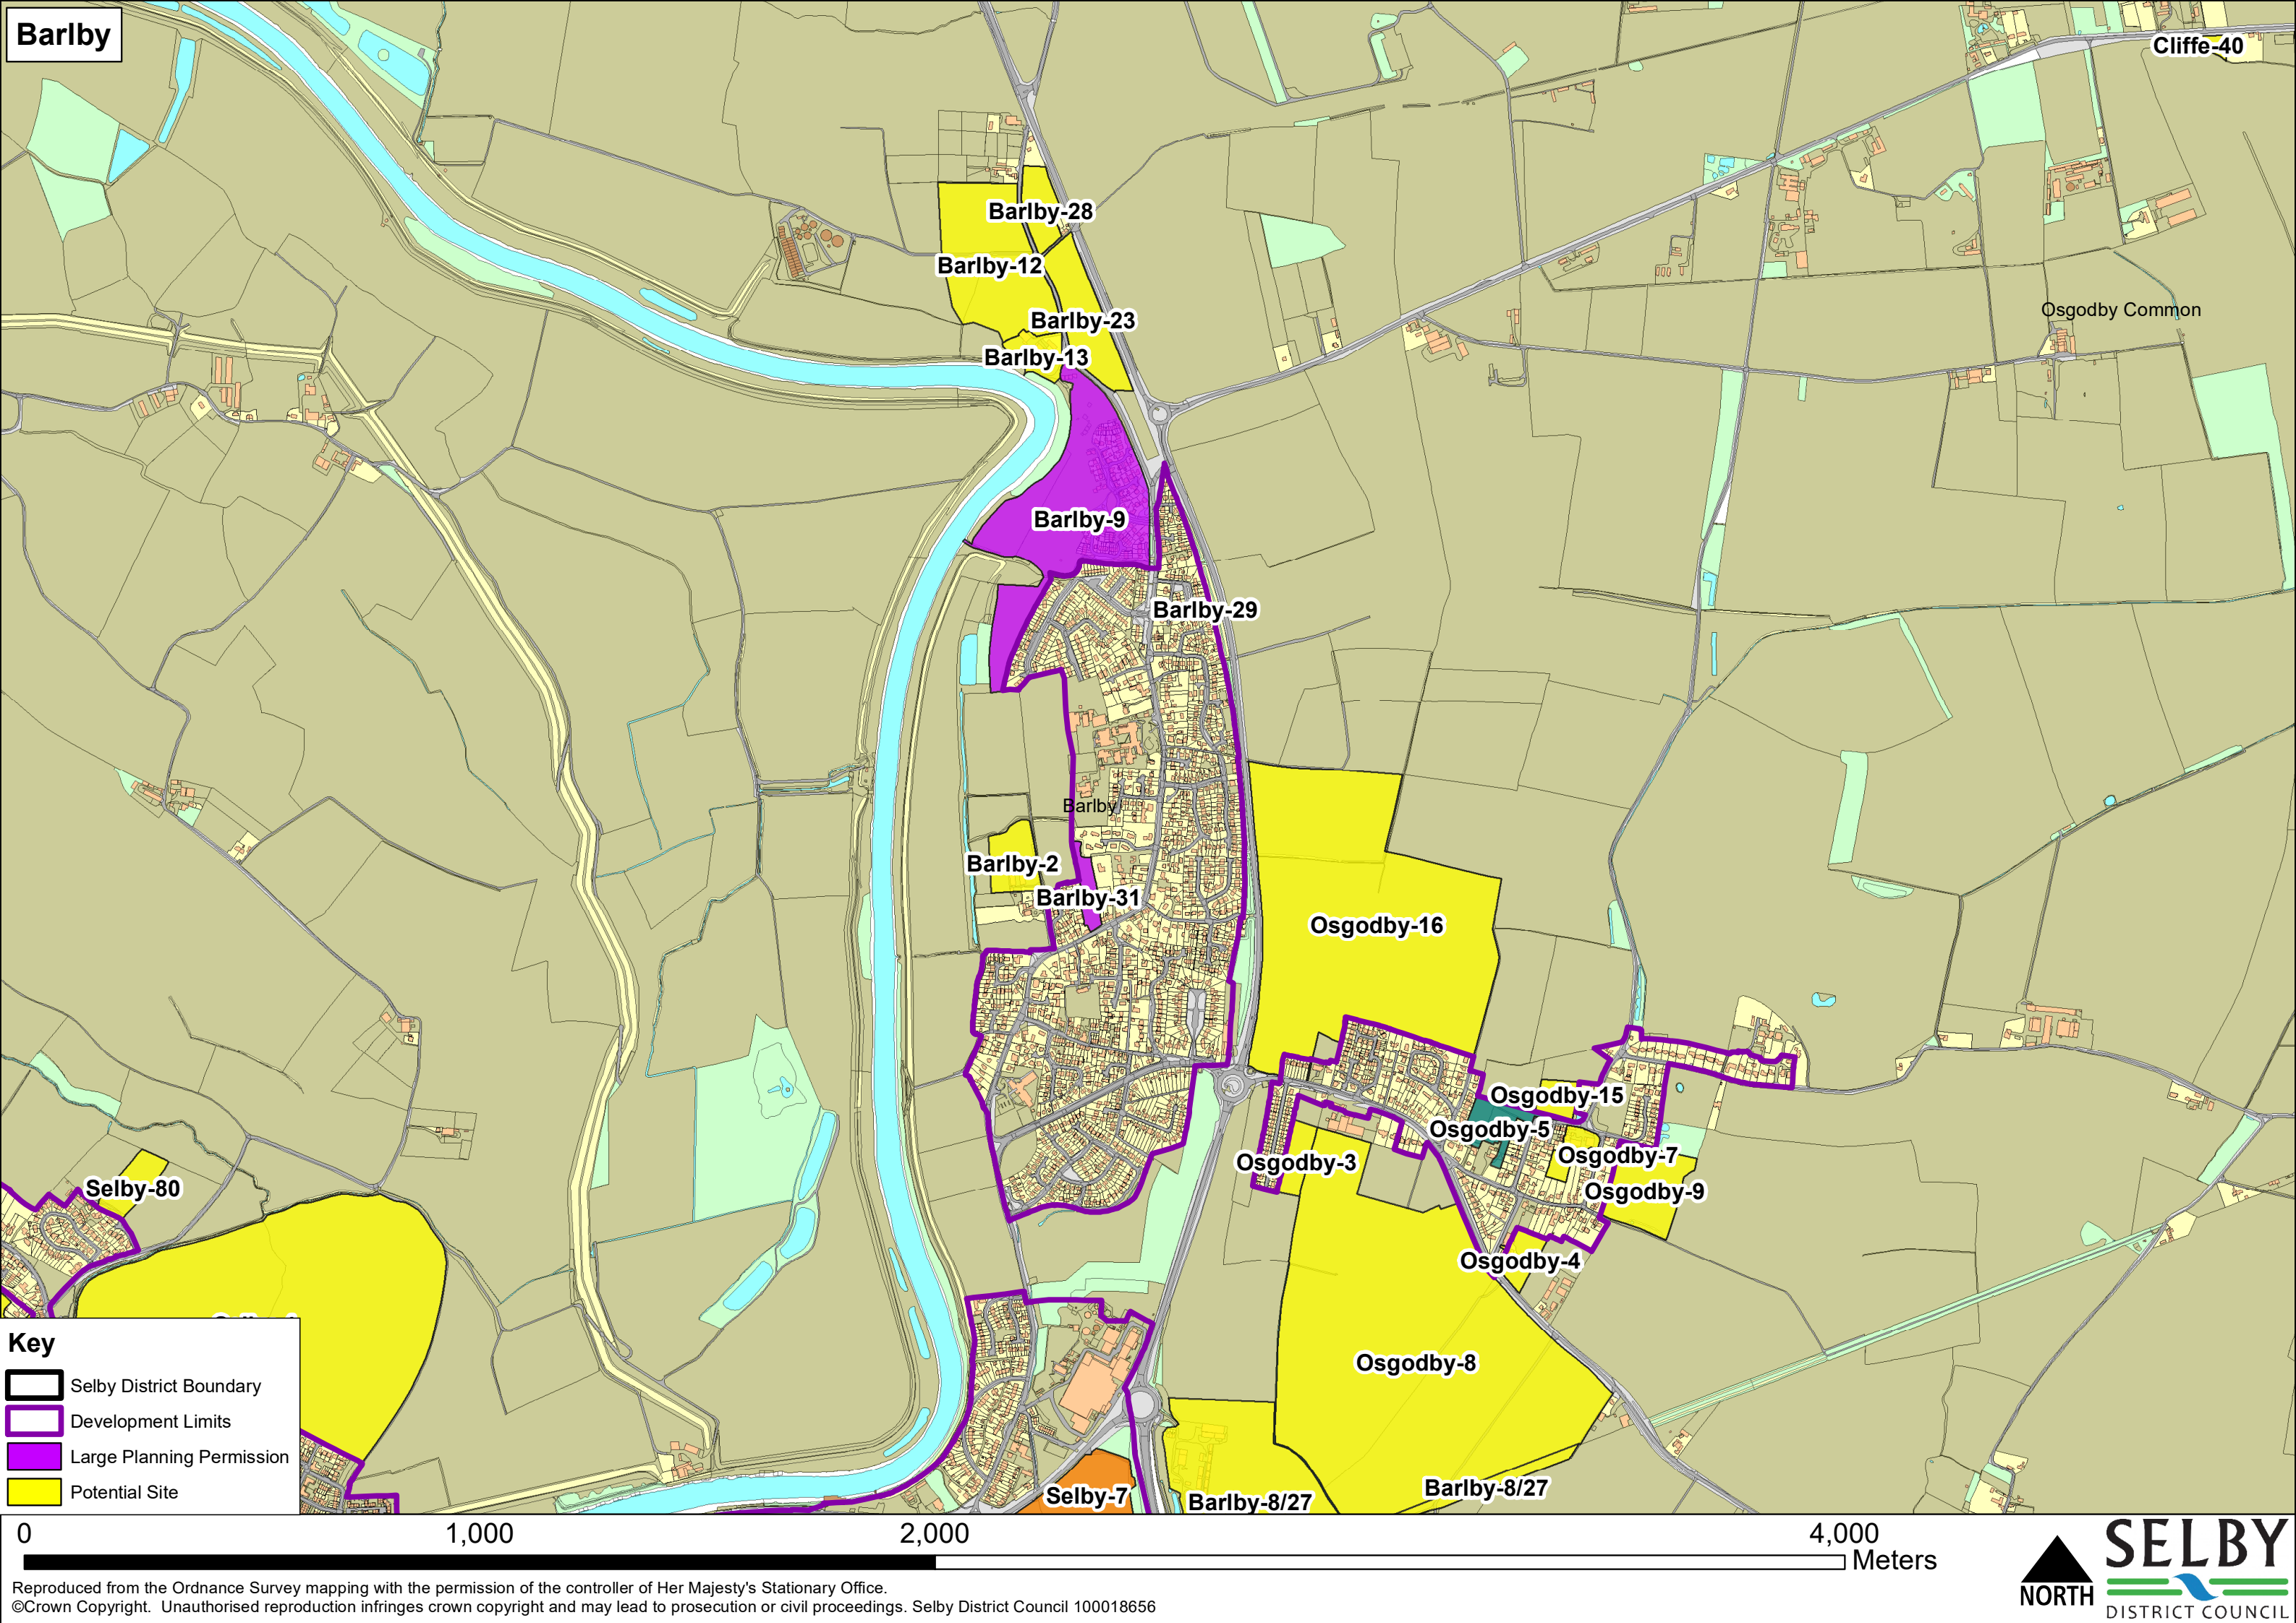 Barlby
Cliffe-40
Barlby-28
Barlby-12
Osgodby Common
Barlby-23
Barlby-13
Barlby-9
Barlby-29
Barlby
Barlby-2
Barlby-31
Osgodby-16
Osgodby-15
Osgodby-5
Osgodby-7
Osgodby-3
Selby-80
Osgodby-9
Osgodby-4
Osgodby-8
Barlby-8/27
Selby-7
Barlby-8/27
Key
Selby District Boundary
Development Limits
Large Planning Permission
Potential Site
0 1,000 2,000 4,000
Meters
Reproduced from the Ordnance Survey mapping with the permission of the controller of Her Majesty's Stationary Office.
©Crown Copyright. Unauthorised reproduction infringes crown copyright and may lead to prosecution or civil proceedings. Selby District Council 100018656
NORTH
SELBY
DISTRICT COUNCIL